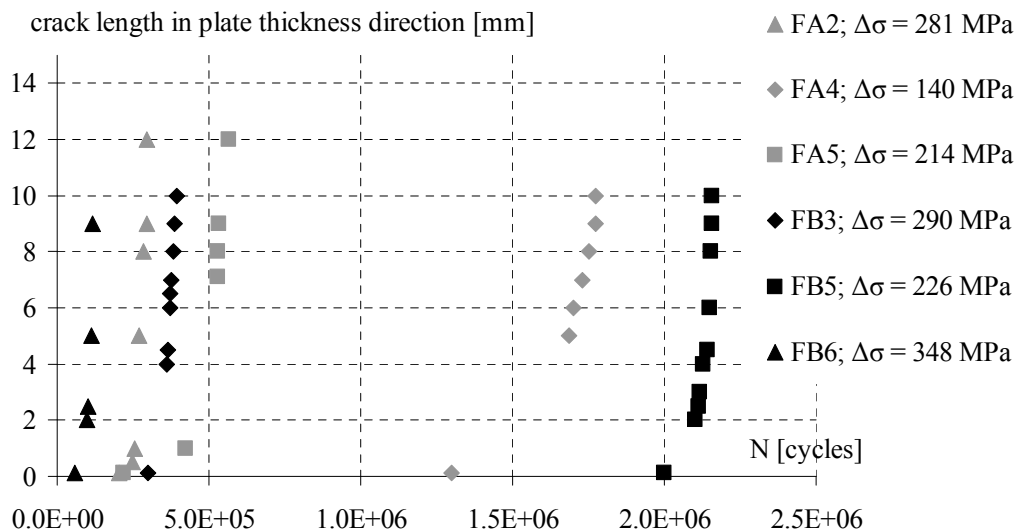 crack length in plate thickness direction [mm]
14
12
10
8
6
4
2
0
0.0E+00 5.0E+05 1.0E+06 1.5E+06 2.0E+06 2.5E+06
N [cycles]
FA2; Δσ = 281 MPa
FA4; Δσ = 140 MPa
FA5; Δσ = 214 MPa
FB3; Δσ = 290 MPa
FB5; Δσ = 226 MPa
FB6; Δσ = 348 MPa